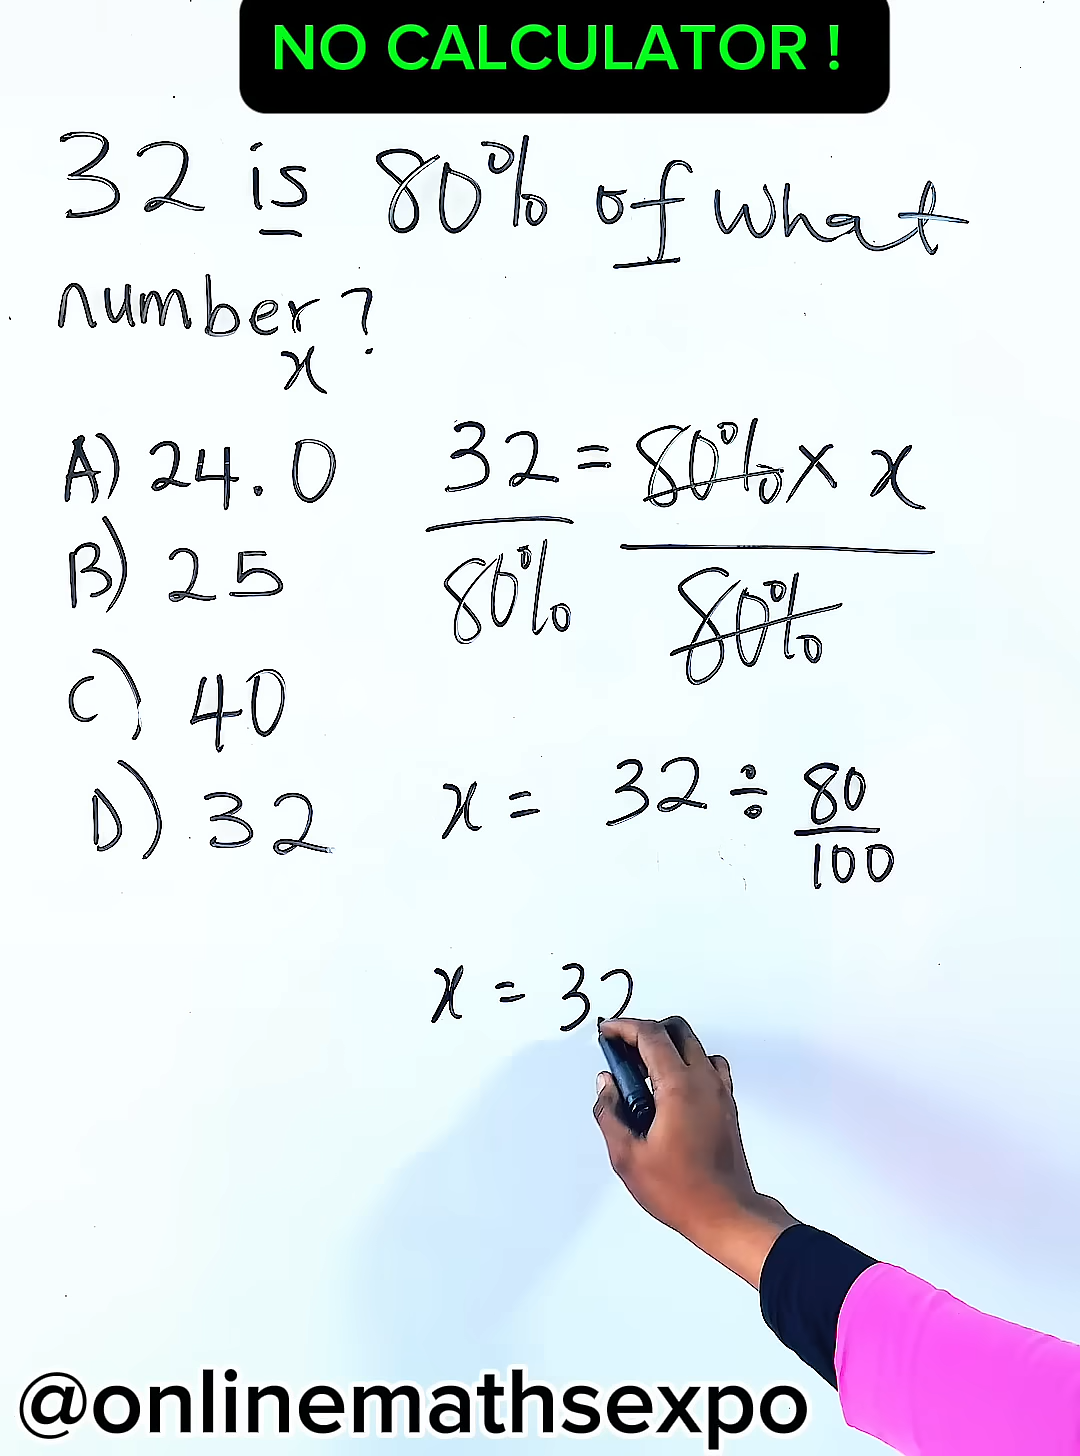 NO CALCULATOR !
32 is 80% of what
number?
x
A) 24.0
B) 25
C) 40
D) 32
32 = 80% × x
80% 80%
x = 32 ÷ 80
100
x = 32
@onlinemathsexpo